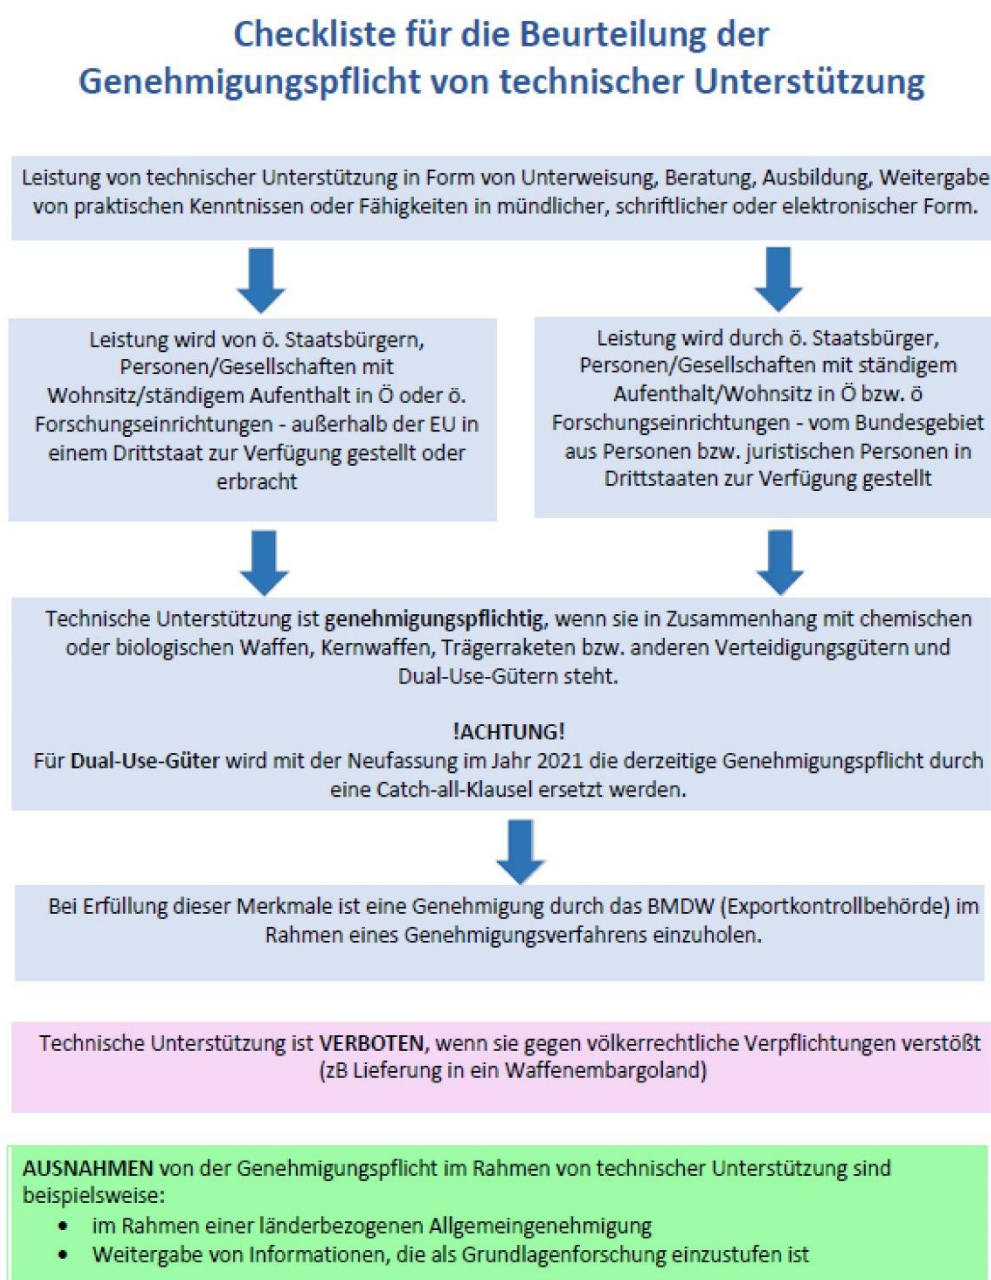 Checkliste für die Beurteilung der
Genehmigungspflicht von technischer Unterstützung
Leistung von technischer Unterstützung in Form von Unterweisung, Beratung, Ausbildung, Weitergabe
von praktischen Kenntnissen oder Fähigkeiten in mündlicher, schriftlicher oder elektronischer Form.
Leistung wird von ö. Staatsbürgern,
Personen/Gesellschaften mit
Wohnsitz/ständigem Aufenthalt in Ö oder ö.
Forschungseinrichtungen - außerhalb der EU in
einem Drittstaat zur Verfügung gestellt oder
erbracht
Leistung wird durch ö. Staatsbürger,
Personen/Gesellschaften mit ständigem
Aufenthalt/Wohnsitz in Ö bzw. ö
Forschungseinrichtungen - vom Bundesgebiet
aus Personen bzw. juristischen Personen in
Drittstaaten zur Verfügung gestellt
Technische Unterstützung ist genehmigungspflichtig, wenn sie in Zusammenhang mit chemischen
oder biologischen Waffen, Kernwaffen, Trägerraketen bzw. anderen Verteidigungsgütern und
Dual-Use-Gütern steht.
!ACHTUNG!
Für Dual-Use-Güter wird mit der Neufassung im Jahr 2021 die derzeitige Genehmigungspflicht durch
eine Catch-all-Klausel ersetzt werden.
Bei Erfüllung dieser Merkmale ist eine Genehmigung durch das BMDW (Exportkontrollbehörde) im
Rahmen eines Genehmigungsverfahrens einzuholen.
Technische Unterstützung ist VERBOTEN, wenn sie gegen völkerrechtliche Verpflichtungen verstößt
(zB Lieferung in ein Waffenembargoland)
AUSNAHMEN von der Genehmigungspflicht im Rahmen von technischer Unterstützung sind
beispielsweise:
• im Rahmen einer länderbezogenen Allgemeingenehmigung
• Weitergabe von Informationen, die als Grundlagenforschung einzustufen ist